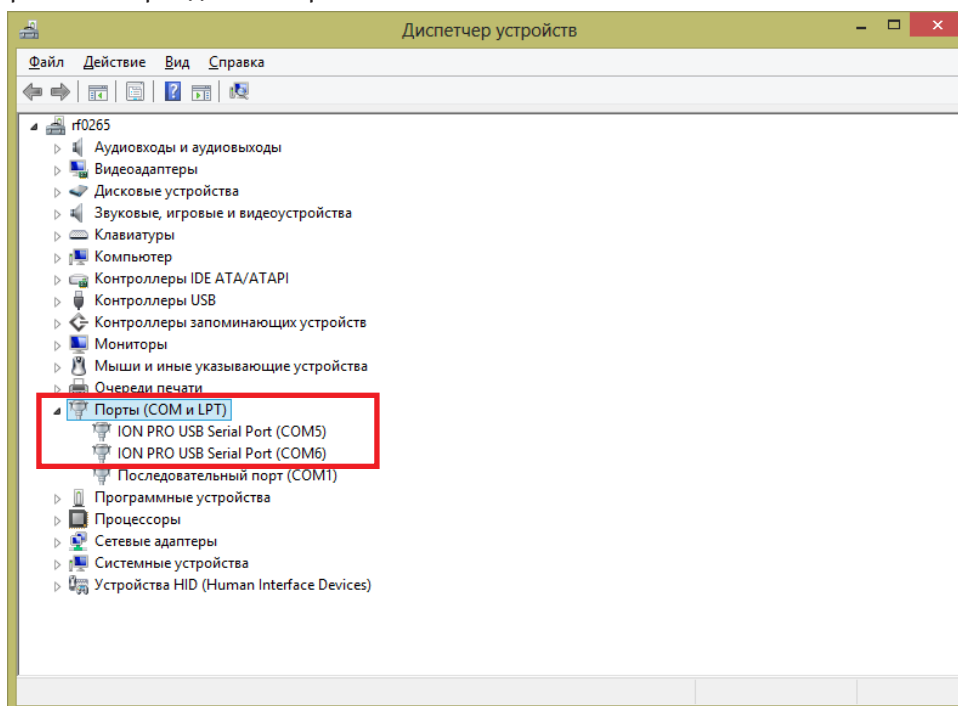 Диспетчер устройств
Файл Действие Вид Справка
rf0265
Аудиовходы и аудиовыходы
Видеоадаптеры
Дисковые устройства
Звуковые, игровые и видеоустройства
Клавиатуры
Компьютер
Контроллеры IDE ATA/ATAPI
Контроллеры USB
Контроллеры запоминающих устройств
Мониторы
Мыши и иные указывающие устройства
Очереди печати
Порты (COM и LPT)
ION PRO USB Serial Port (COM5)
ION PRO USB Serial Port (COM6)
Последовательный порт (COM1)
Программные устройства
Процессоры
Сетевые адаптеры
Системные устройства
Устройства HID (Human Interface Devices)